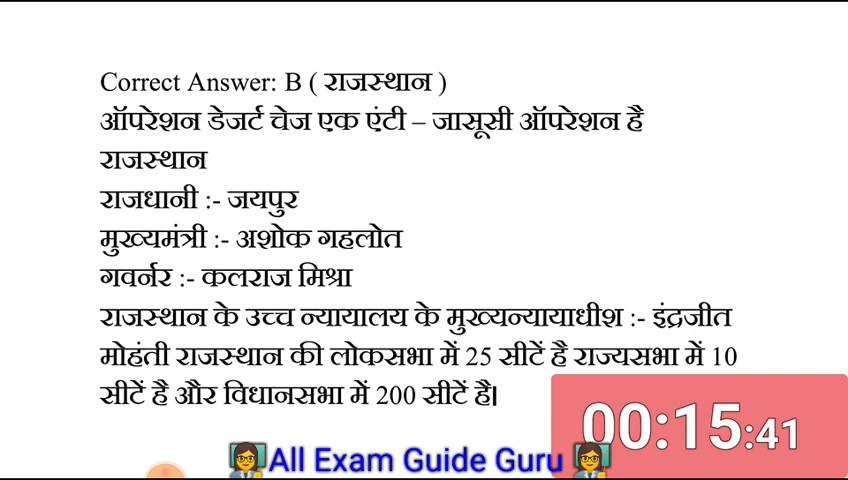 Correct Answer: B ( राजस्थान )
ऑपरेशन डेजर्ट चेज एक एंटी – जासूसी ऑपरेशन है
राजस्थान
राजधानी :- जयपुर
मुख्यमंत्री :- अशोक गहलोत
गवर्नर :- कलराज मिश्रा
राजस्थान के उच्च न्यायालय के मुख्यन्यायाधीश :- इंद्रजीत
मोहंती राजस्थान की लोकसभा में 25 सीटें है राज्यसभा में 10
सीटें है और विधानसभा में 200 सीटें है।
00:15:41
All Exam Guide Guru